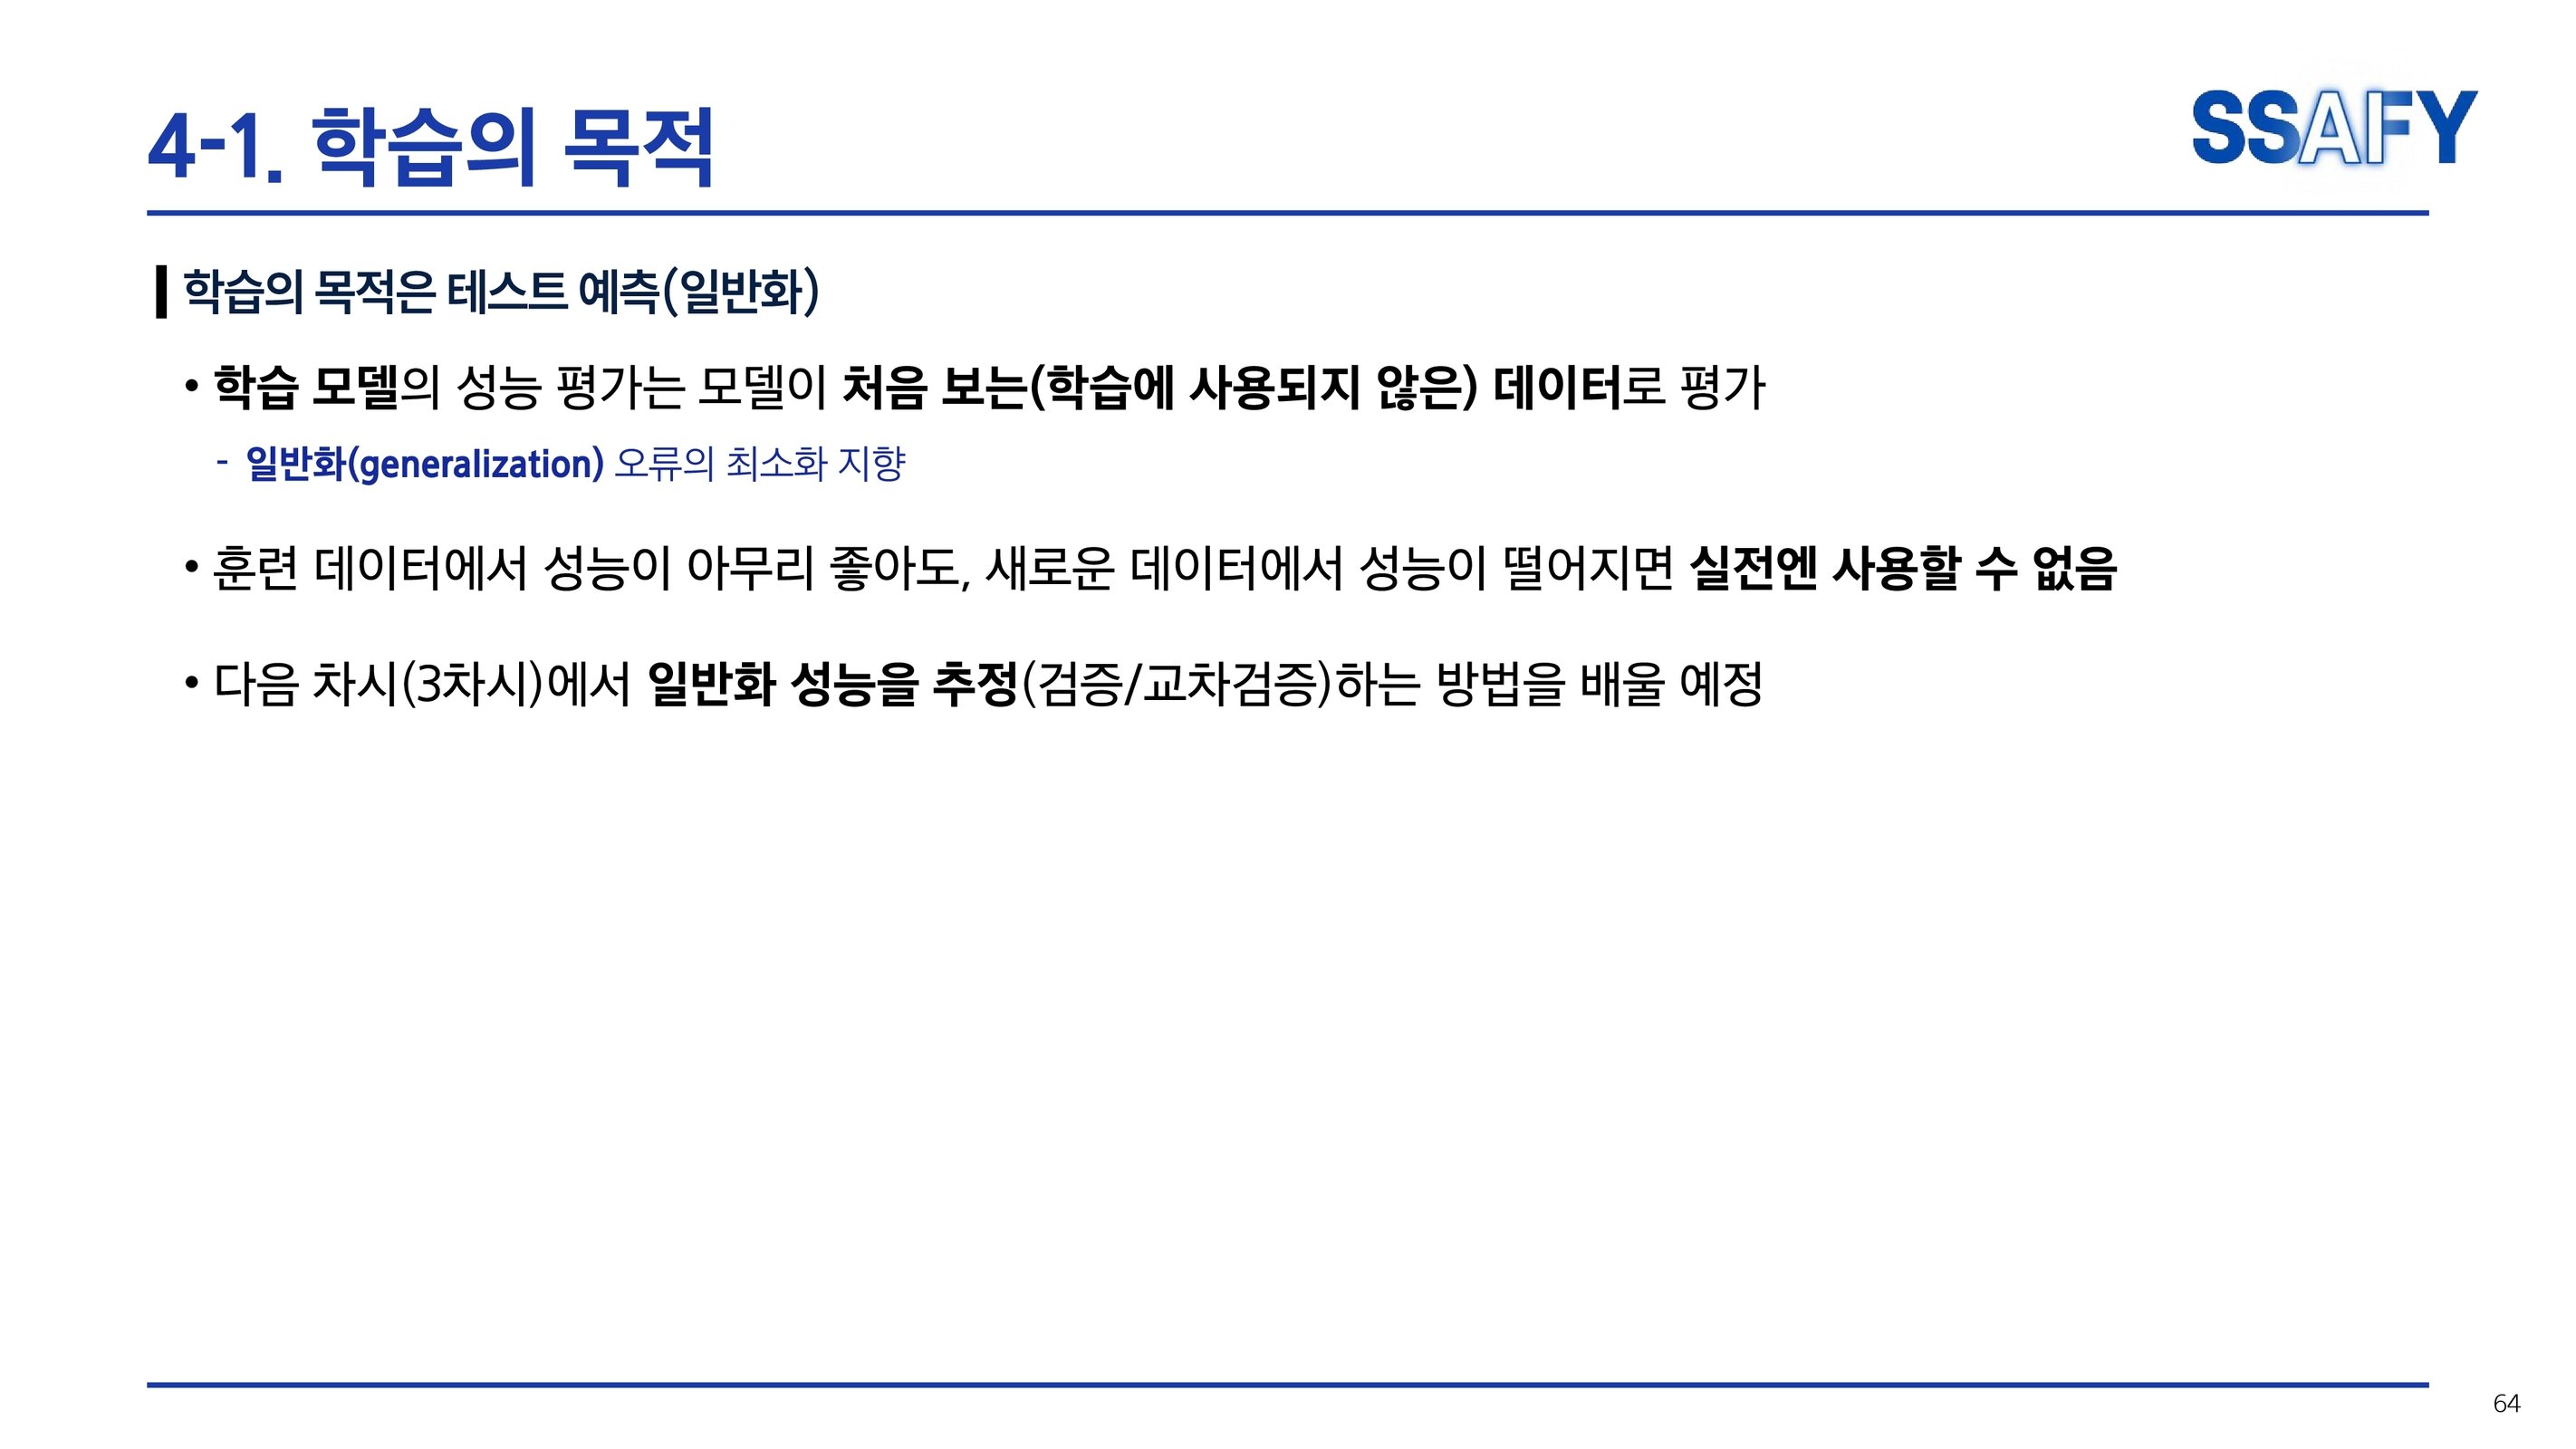 4-1. 학습의 목적
SSAFY
학습의 목적은 테스트 예측(일반화)
• 학습 모델의 성능 평가는 모델이 처음 보는(학습에 사용되지 않은) 데이터로 평가
- 일반화(generalization) 오류의 최소화 지향
• 훈련 데이터에서 성능이 아무리 좋아도, 새로운 데이터에서 성능이 떨어지면 실전엔 사용할 수 없음
• 다음 차시(3차시)에서 일반화 성능을 추정(검증/교차검증)하는 방법을 배울 예정
64